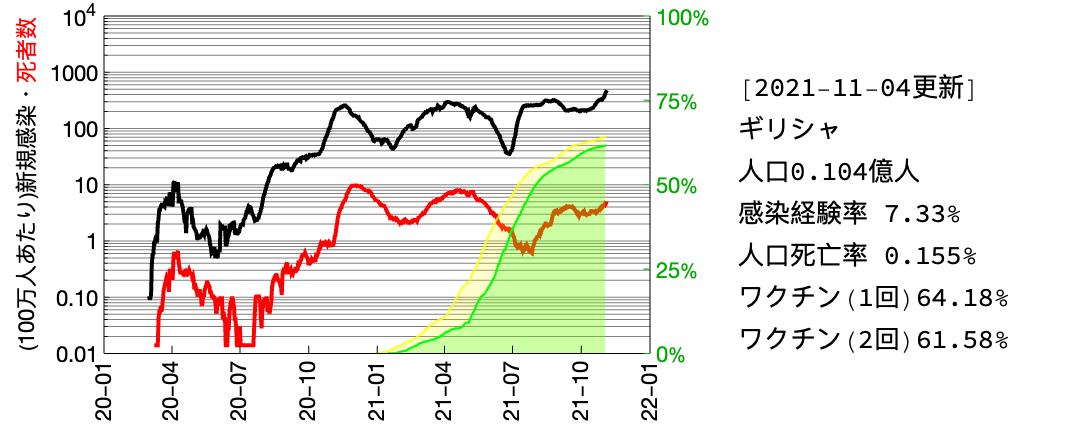 (100万人あたり)新規感染・死者数
10^4
1000
100
10
1
0.10
0.01
100%
75%
50%
25%
0%
20-01
20-04
20-07
20-10
21-01
21-04
21-07
21-10
22-01
[2021-11-04更新]
ギリシャ
人口0.104億人
感染経験率 7.33%
人口死亡率 0.155%
ワクチン(1回)64.18%
ワクチン(2回)61.58%